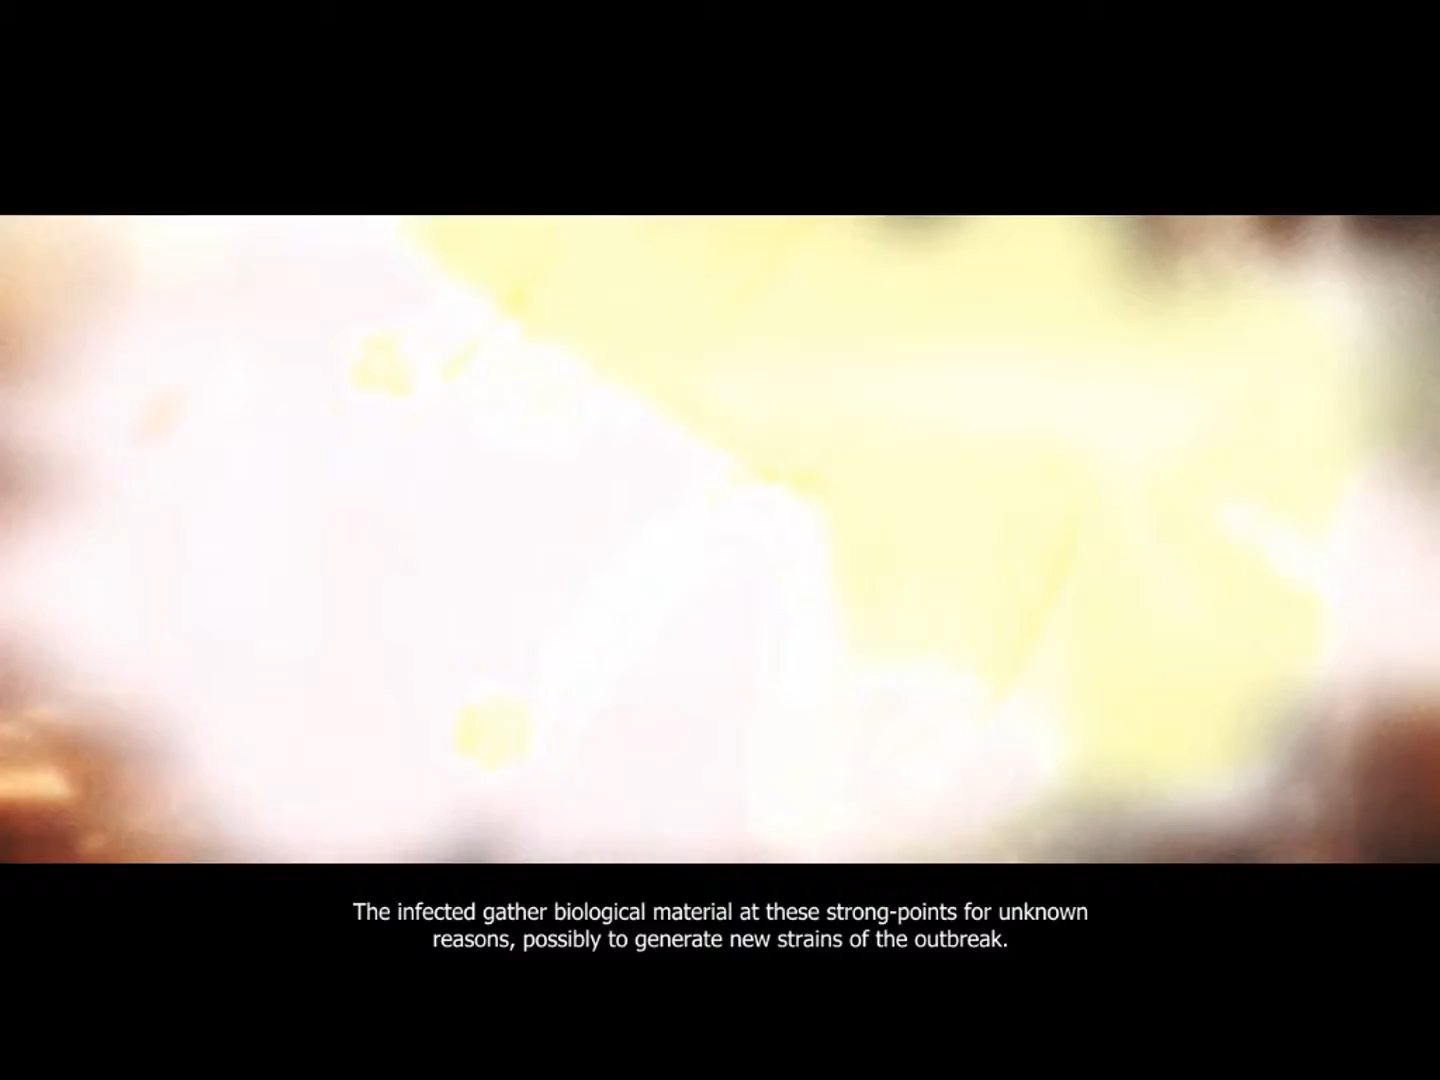 The infected gather biological material at these strong-points for unknown
reasons, possibly to generate new strains of the outbreak.